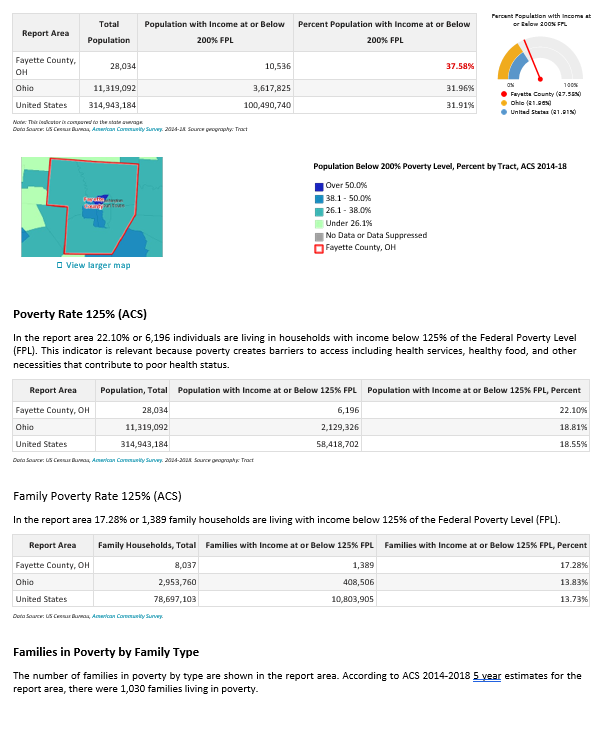 Report Area | Total Population | Population with Income at or Below 200% FPL | Percent Population with Income at or Below 200% FPL
Fayette County, OH | 28,034 | 10,536 | 37.58%
Ohio | 11,319,092 | 3,617,825 | 31.96%
United States | 314,943,184 | 100,490,740 | 31.91%
Note: This indicator is compared to the state average.
Data Source: US Census Bureau, American Community Survey. 2014-18. Source geography: Tract
Percent Population with Income at
or Below 200% FPL
0% 100%
Fayette County (37.58%)
Ohio (31.96%)
United States (31.91%)
Fayette
County
View larger map
Population Below 200% Poverty Level, Percent by Tract, ACS 2014-18
Over 50.0%
38.1 - 50.0%
26.1 - 38.0%
Under 26.1%
No Data or Data Suppressed
Fayette County, OH
Poverty Rate 125% (ACS)
In the report area 22.10% or 6,196 individuals are living in households with income below 125% of the Federal Poverty Level
(FPL). This indicator is relevant because poverty creates barriers to access including health services, healthy food, and other
necessities that contribute to poor health status.
Report Area | Population, Total | Population with Income at or Below 125% FPL | Population with Income at or Below 125% FPL, Percent
Fayette County, OH | 28,034 | 6,196 | 22.10%
Ohio | 11,319,092 | 2,129,326 | 18.81%
United States | 314,943,184 | 58,418,702 | 18.55%
Data Source: US Census Bureau, American Community Survey. 2014-2018. Source geography: Tract
Family Poverty Rate 125% (ACS)
In the report area 17.28% or 1,389 family households are living with income below 125% of the Federal Poverty Level (FPL).
Report Area | Family Households, Total | Families with Income at or Below 125% FPL | Families with Income at or Below 125% FPL, Percent
Fayette County, OH | 8,037 | 1,389 | 17.28%
Ohio | 2,953,760 | 408,506 | 13.83%
United States | 78,697,103 | 10,803,905 | 13.73%
Data Source: US Census Bureau, American Community Survey.
Families in Poverty by Family Type
The number of families in poverty by type are shown in the report area. According to ACS 2014-2018 5 year estimates for the
report area, there were 1,030 families living in poverty.